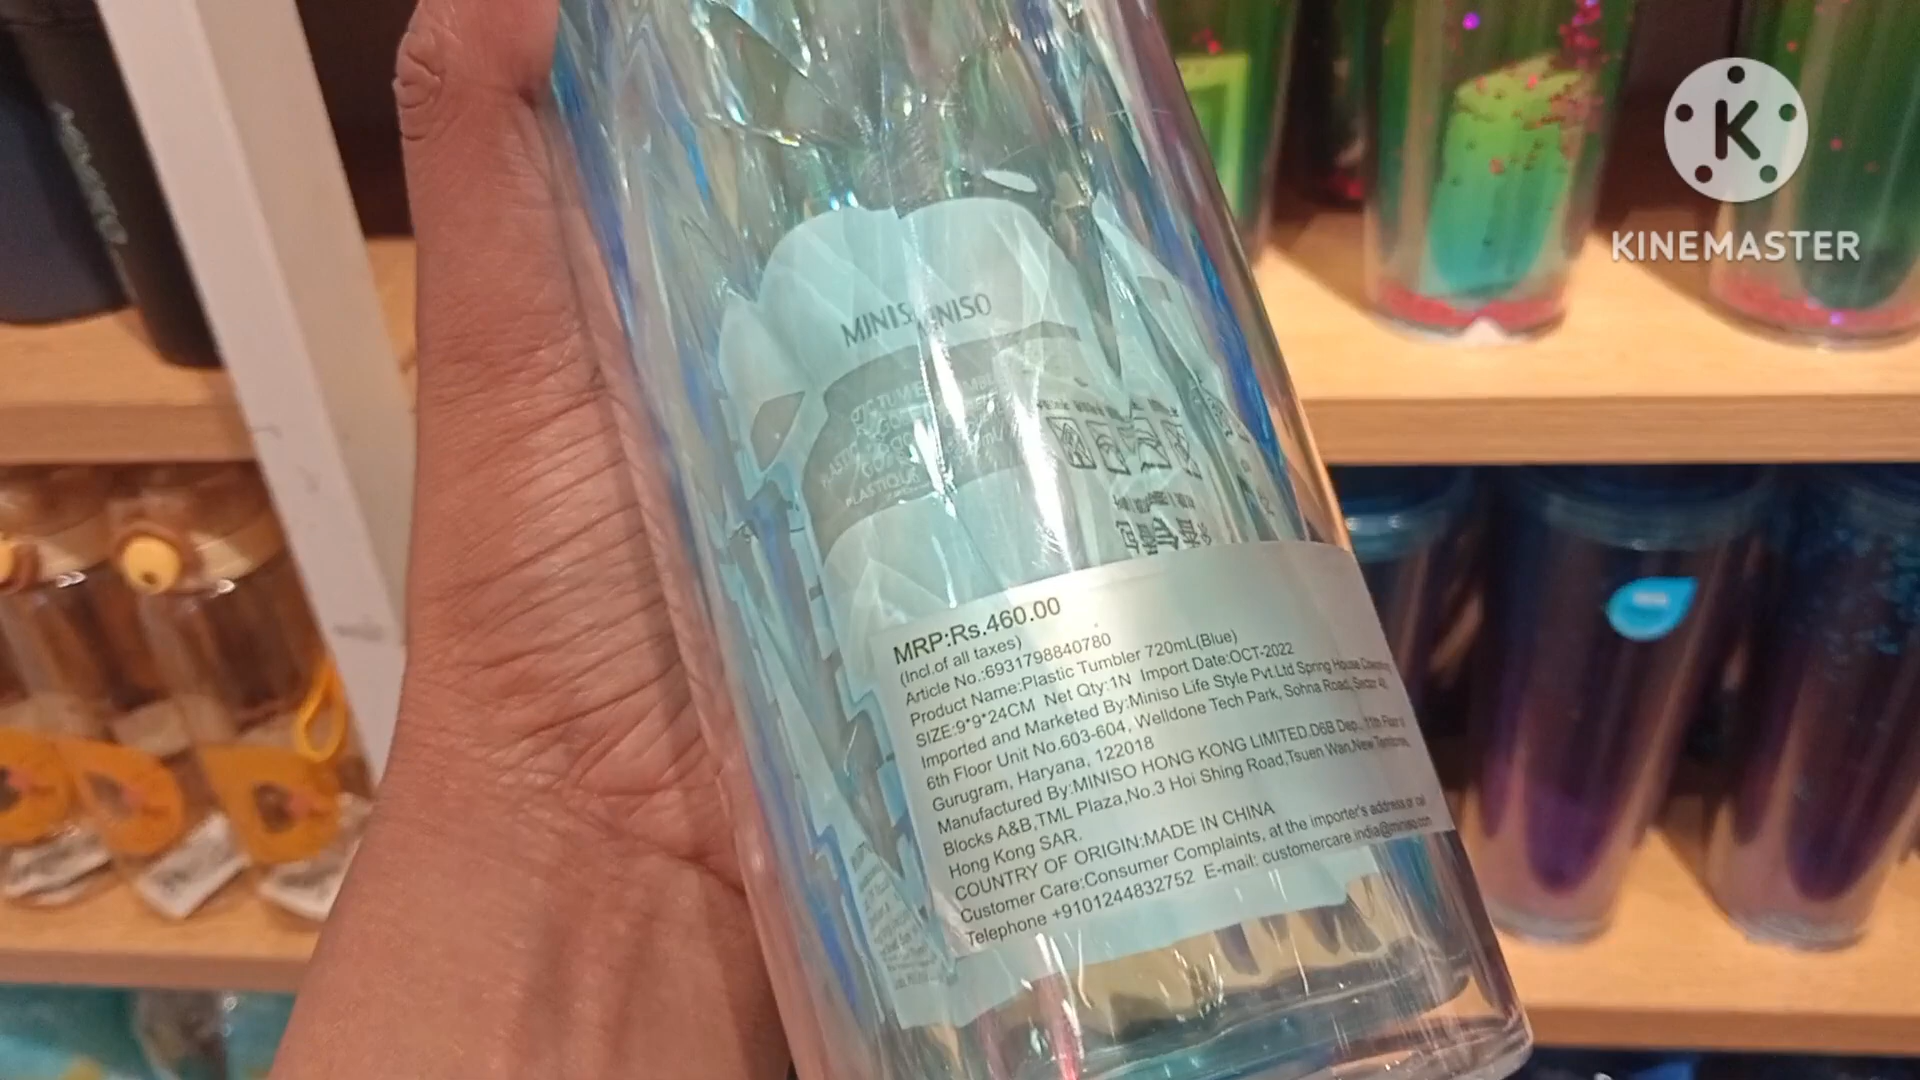 KINEMASTER
MINISO
PLASTIQUE
MRP:Rs.460.00
(Incl.of all taxes)
Article No.:6931798840780
Product Name:Plastic Tumbler 720mL(Blue)
SIZE:9*9*24CM Net Qty:1N Import Date:OCT-2022
Imported and Marketed By:Miniso Life Style Pvt.Ltd Spring House
6th Floor Unit No.603-604, Welldone Tech Park, Sohna Road, Sector
Gurugram, Haryana, 122018
Manufactured By:MINISO HONG KONG LIMITED.D6B Dep., 11th Floor
Blocks A&B,TML Plaza,No.3 Hoi Shing Road,Tsuen Wan,New Territories,
Hong Kong SAR.
COUNTRY OF ORIGIN:MADE IN CHINA
Customer Care:Consumer Complaints, at the importer's address or call
Telephone +9101244832752 E-mail: customercare.india@miniso.com